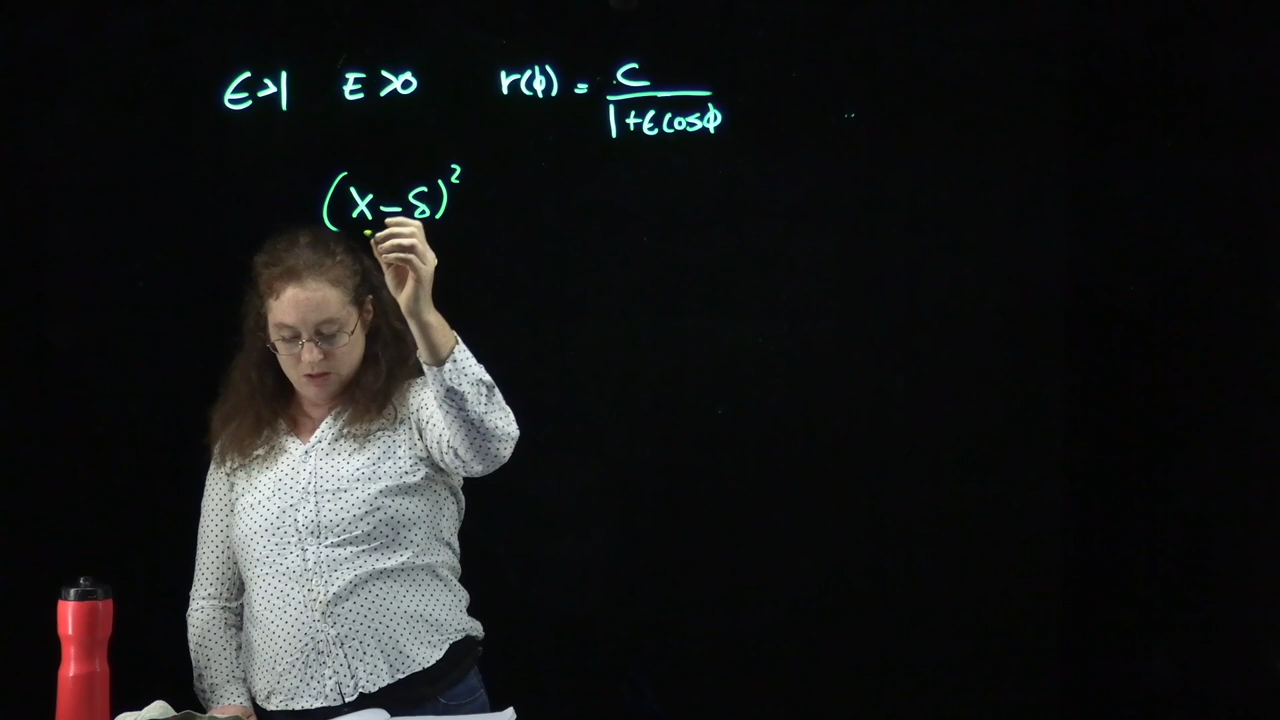 ϵ>1 E>0 r(ϕ) = c / 1+ϵcosϕ
(x-δ)²